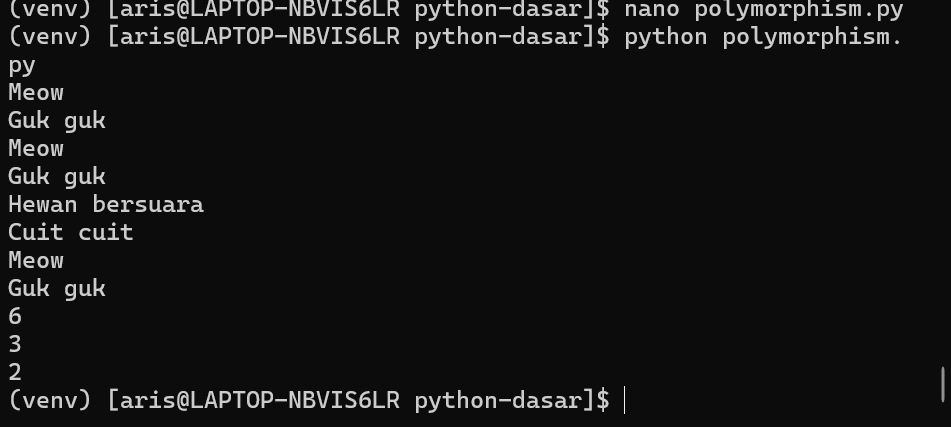 (venv) [aris@LAPTOP-NBVIS6LR python-dasar]$ nano polymorphism.py
(venv) [aris@LAPTOP-NBVIS6LR python-dasar]$ python polymorphism.
py
Meow
Guk guk
Meow
Guk guk
Hewan bersuara
Cuit cuit
Meow
Guk guk
6
3
2
(venv) [aris@LAPTOP-NBVIS6LR python-dasar]$